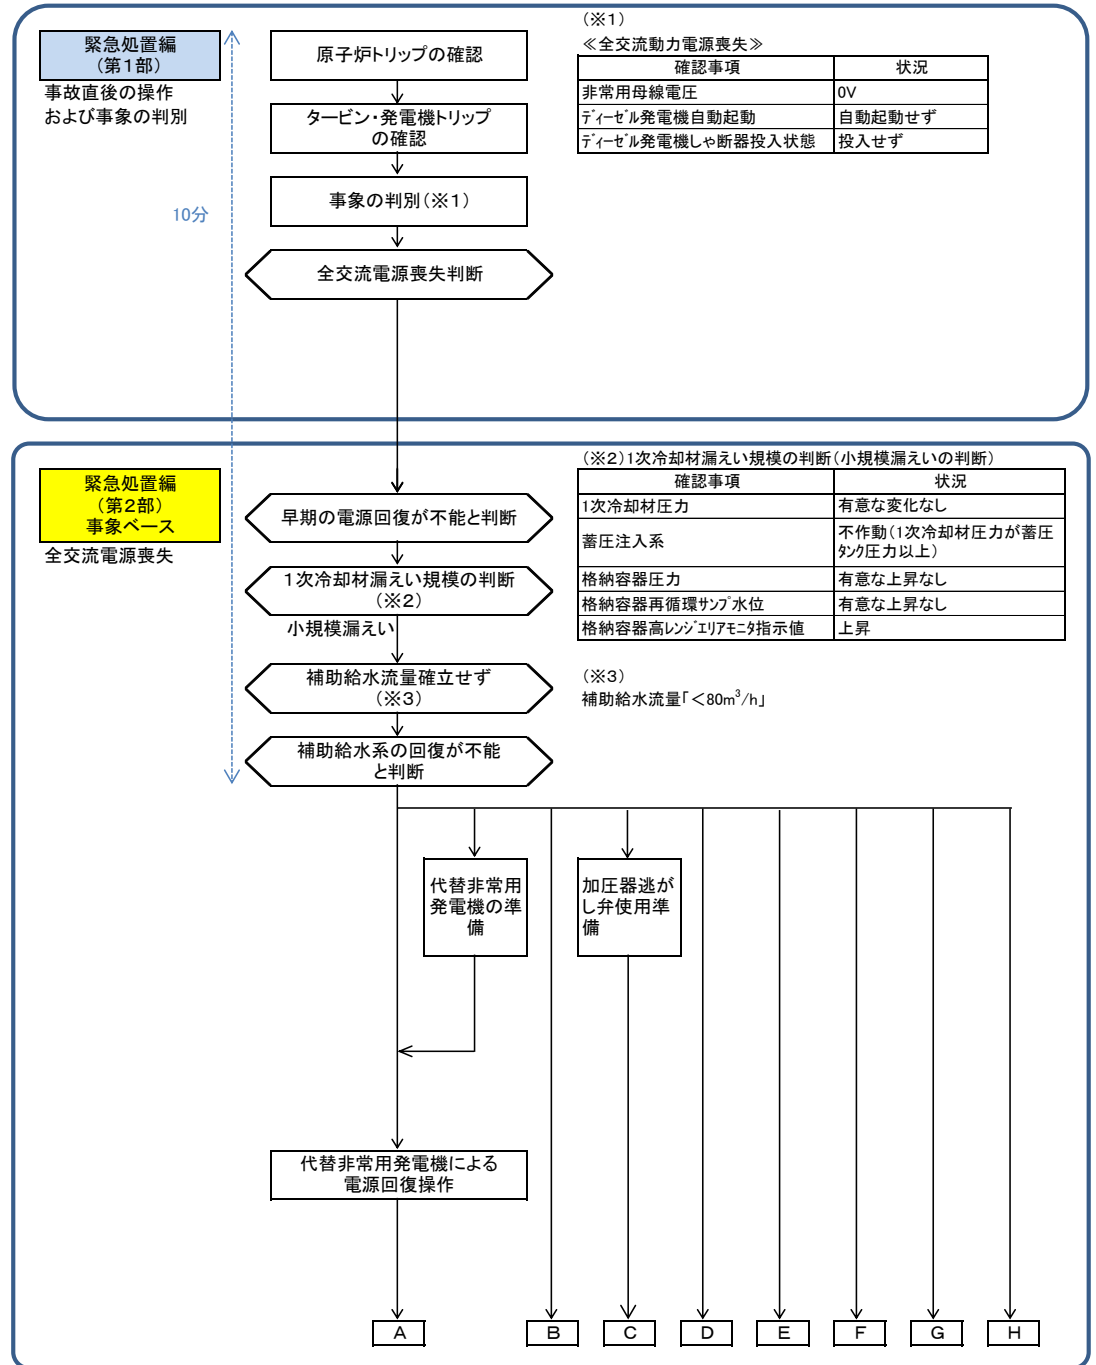 緊急処置編
(第1部)
事故直後の操作
および事象の判別
10分
原子炉トリップの確認
タービン・発電機トリップ
の確認
事象の判別(※1)
全交流電源喪失判断
(※1)
≪全交流動力電源喪失≫
確認事項 状況
非常用母線電圧 0V
ディーゼル発電機自動起動 自動起動せず
ディーゼル発電機しゃ断器投入状態 投入せず
緊急処置編
(第2部)
事象ベース
全交流電源喪失
早期の電源回復が不能と判断
1次冷却材漏えい規模の判断
(※2)
小規模漏えい
補助給水流量確立せず
(※3)
補助給水系の回復が不能
と判断
(※2)1次冷却材漏えい規模の判断(小規模漏えいの判断)
確認事項 状況
1次冷却材圧力 有意な変化なし
蓄圧注入系 不作動(1次冷却材圧力が蓄圧
タンク圧力以上)
格納容器圧力 有意な上昇なし
格納容器再循環サンプ水位 有意な上昇なし
格納容器高レンジエリアモニタ指示値 上昇
(※3)
補助給水流量「<80m³/h」
代替非常用
発電機の準
備
加圧器逃が
し弁使用準
備
代替非常用発電機による
電源回復操作
A B C D E F G H